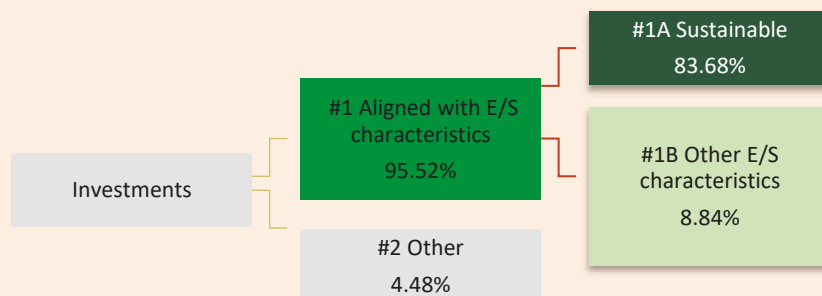 Investments
#1 Aligned with E/S
characteristics
95.52%
#2 Other
4.48%
#1A Sustainable
83.68%
#1B Other E/S
characteristics
8.84%